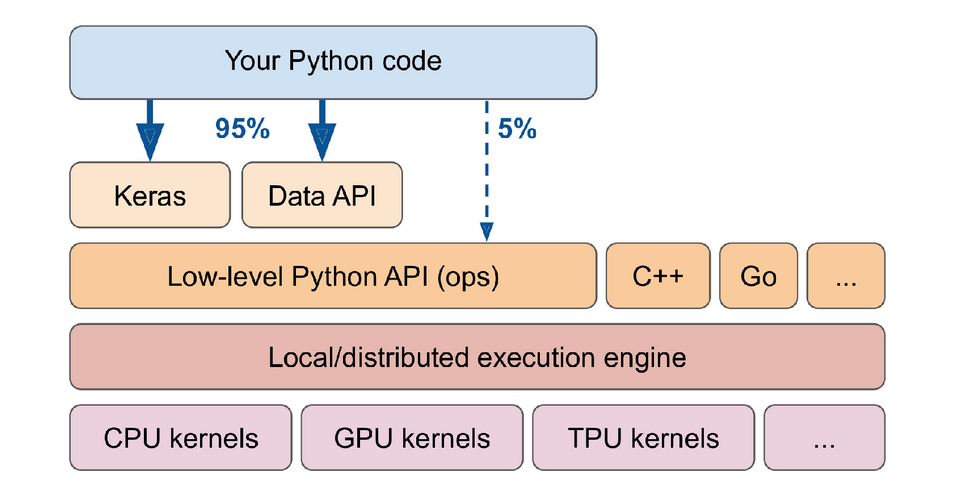 Your Python code
95%
5%
Keras
Data API
Low-level Python API (ops)
C++
Go
...
Local/distributed execution engine
CPU kernels
GPU kernels
TPU kernels
...